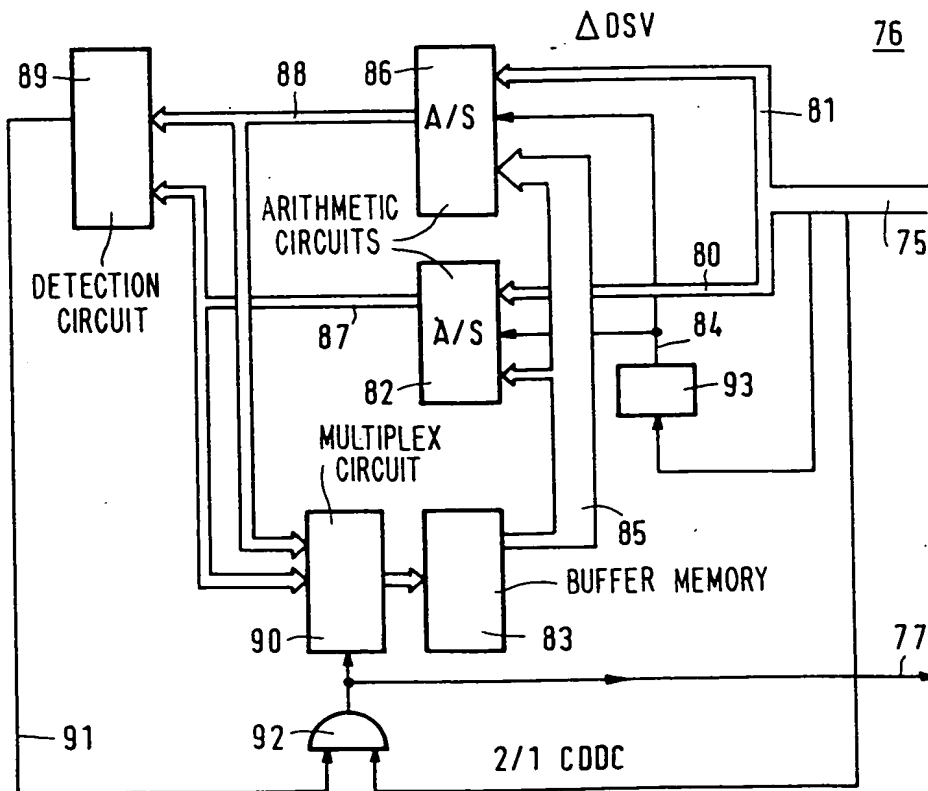 ΔDSV
76
89
86
88
A/S
81
ARITHMETIC
CIRCUITS
75
DETECTION
CIRCUIT
80
87
A/S
84
82
93
MULTIPLEX
CIRCUIT
85
BUFFER MEMORY
90
83
77
92
91
2/1 CDDC